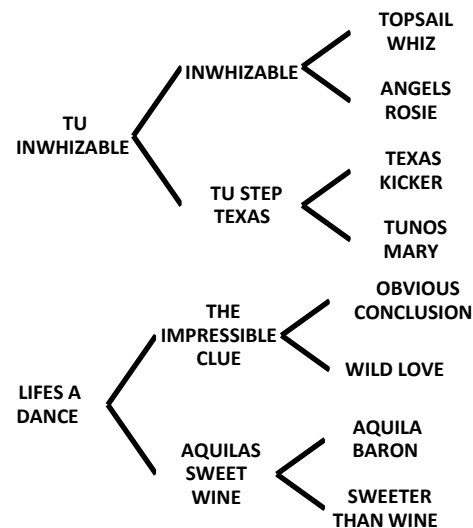 TOPSAIL
WHIZ
INWHIZABLE
ANGELS
ROSIE
TU
INWHIZABLE
TEXAS
KICKER
TU STEP
TEXAS
TUNOS
MARY
OBVIOUS
CONCLUSION
THE
IMPRESSIBLE
CLUE
WILD LOVE
LIFES A
DANCE
AQUILA
BARON
AQUILAS
SWEET
WINE
SWEETER
THAN WINE